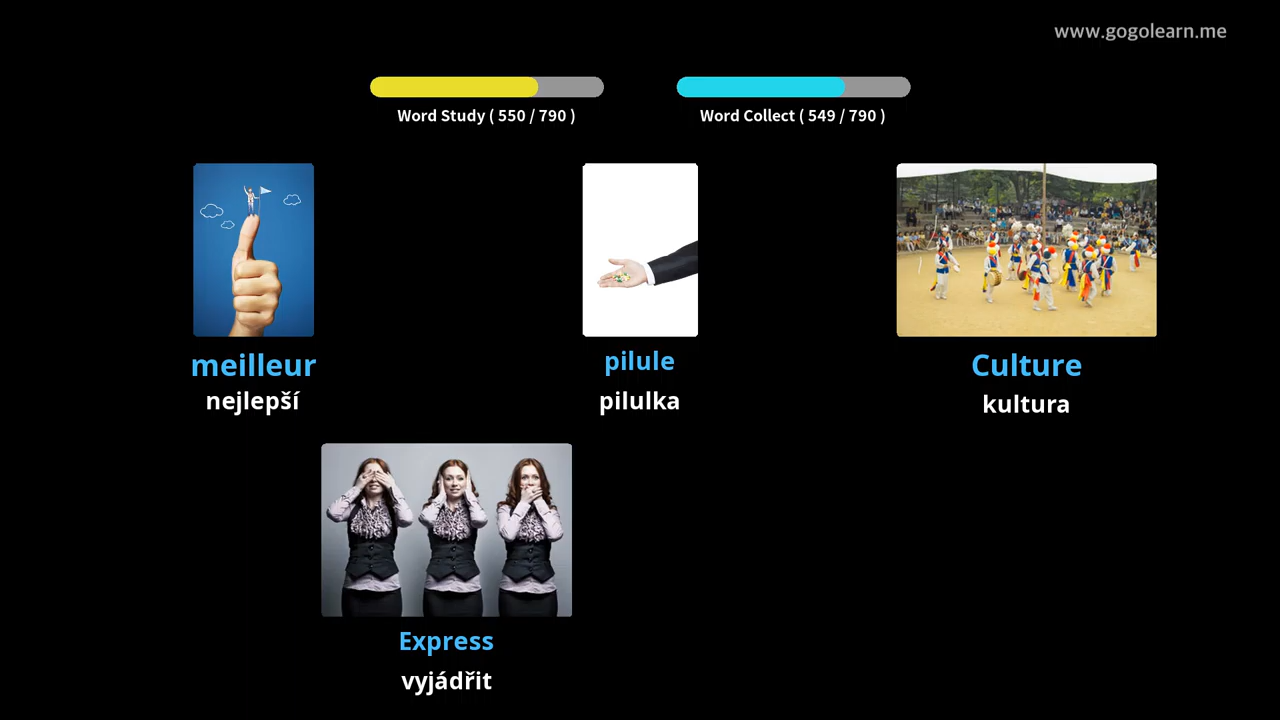 www.gogolearn.me
Word Study ( 550 / 790 )
Word Collect ( 549 / 790 )
meilleur
nejlepší
pilule
pilulka
Culture
kultura
Express
vyjádřit